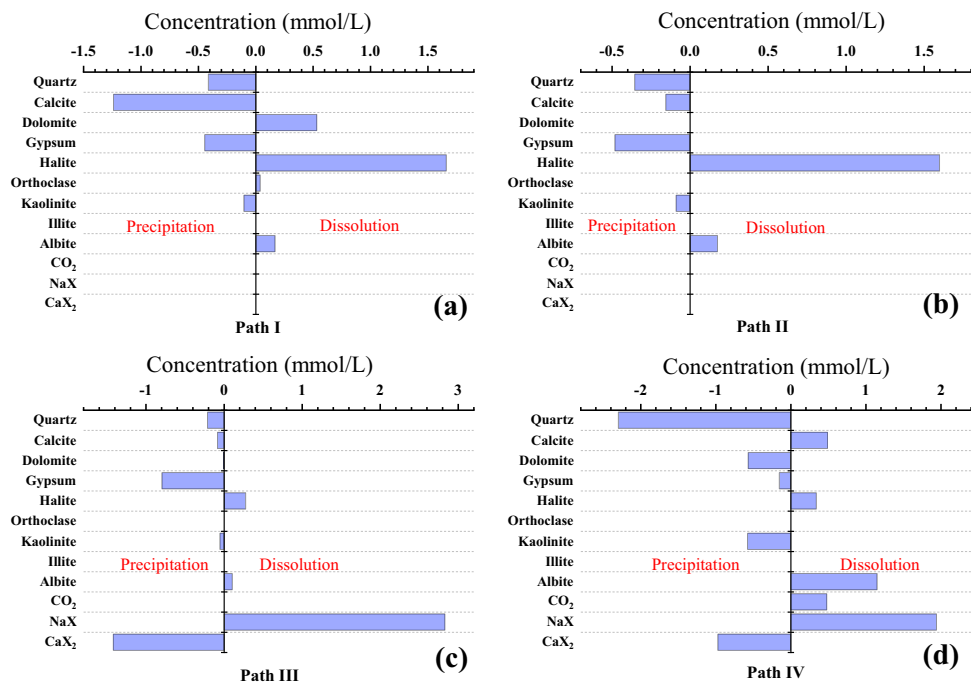 Concentration (mmol/L)
-1.5 -1.0 -0.5 0.0 0.5 1.0 1.5
Quartz
Calcite
Dolomite
Gypsum
Halite
Orthoclase
Kaolinite
Illite
Albite
CO₂
NaX
CaX₂
Precipitation
Dissolution
(a)
Path I
Concentration (mmol/L)
-0.5 0.0 0.5 1.0 1.5
Quartz
Calcite
Dolomite
Gypsum
Halite
Orthoclase
Kaolinite
Illite
Albite
CO₂
NaX
CaX₂
Precipitation
Dissolution
(b)
Path II
Concentration (mmol/L)
-1 0 1 2 3
Quartz
Calcite
Dolomite
Gypsum
Halite
Orthoclase
Kaolinite
Illite
Albite
CO₂
NaX
CaX₂
Precipitation
Dissolution
(c)
Path III
Concentration (mmol/L)
-2 -1 0 1 2
Quartz
Calcite
Dolomite
Gypsum
Halite
Orthoclase
Kaolinite
Illite
Albite
CO₂
NaX
CaX₂
Precipitation
Dissolution
(d)
Path IV